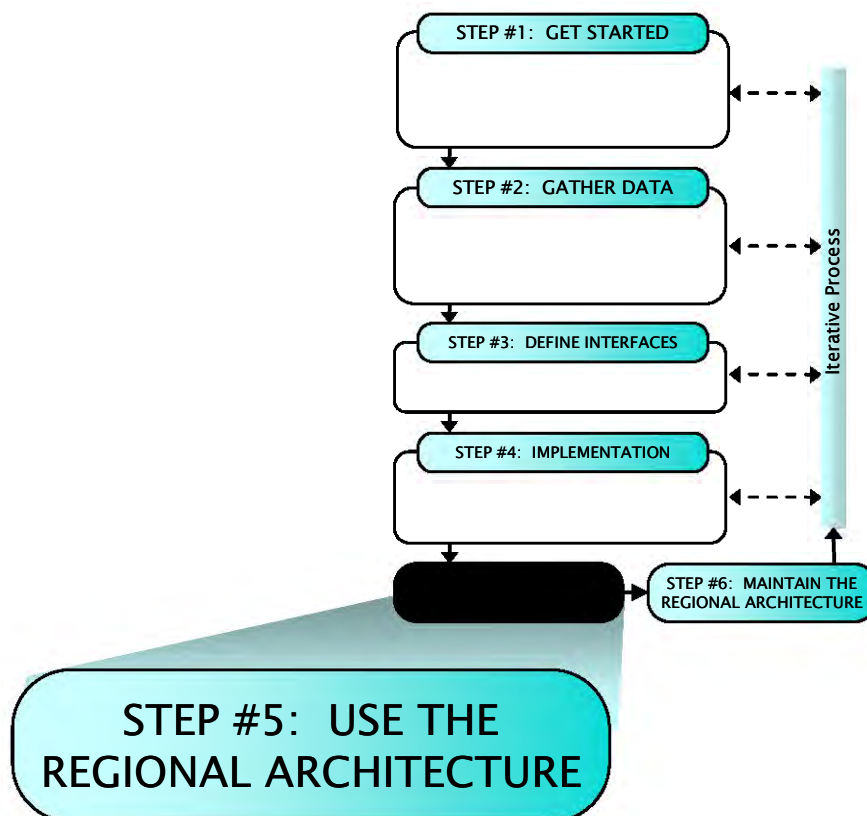 STEP #1: GET STARTED
STEP #2: GATHER DATA
STEP #3: DEFINE INTERFACES
STEP #4: IMPLEMENTATION
Iterative Process
STEP #6: MAINTAIN THE
REGIONAL ARCHITECTURE
STEP #5: USE THE
REGIONAL ARCHITECTURE